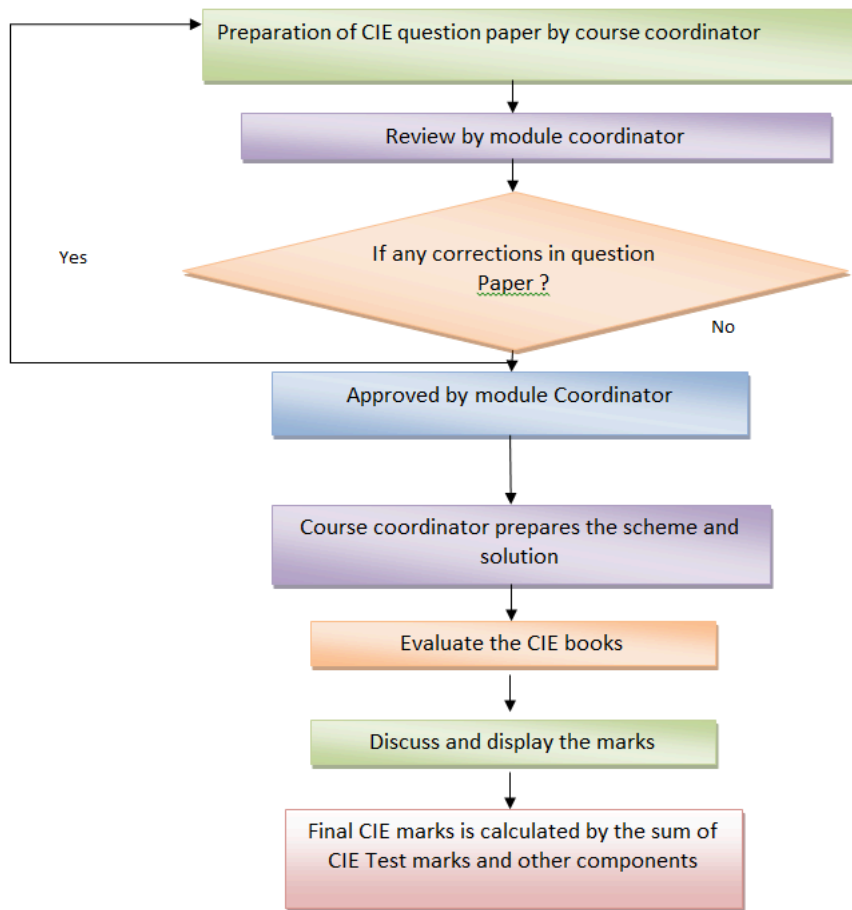 Preparation of CIE question paper by course coordinator
Review by module coordinator
If any corrections in question
Paper ?
Yes
No
Approved by module Coordinator
Course coordinator prepares the scheme and
solution
Evaluate the CIE books
Discuss and display the marks
Final CIE marks is calculated by the sum of
CIE Test marks and other components